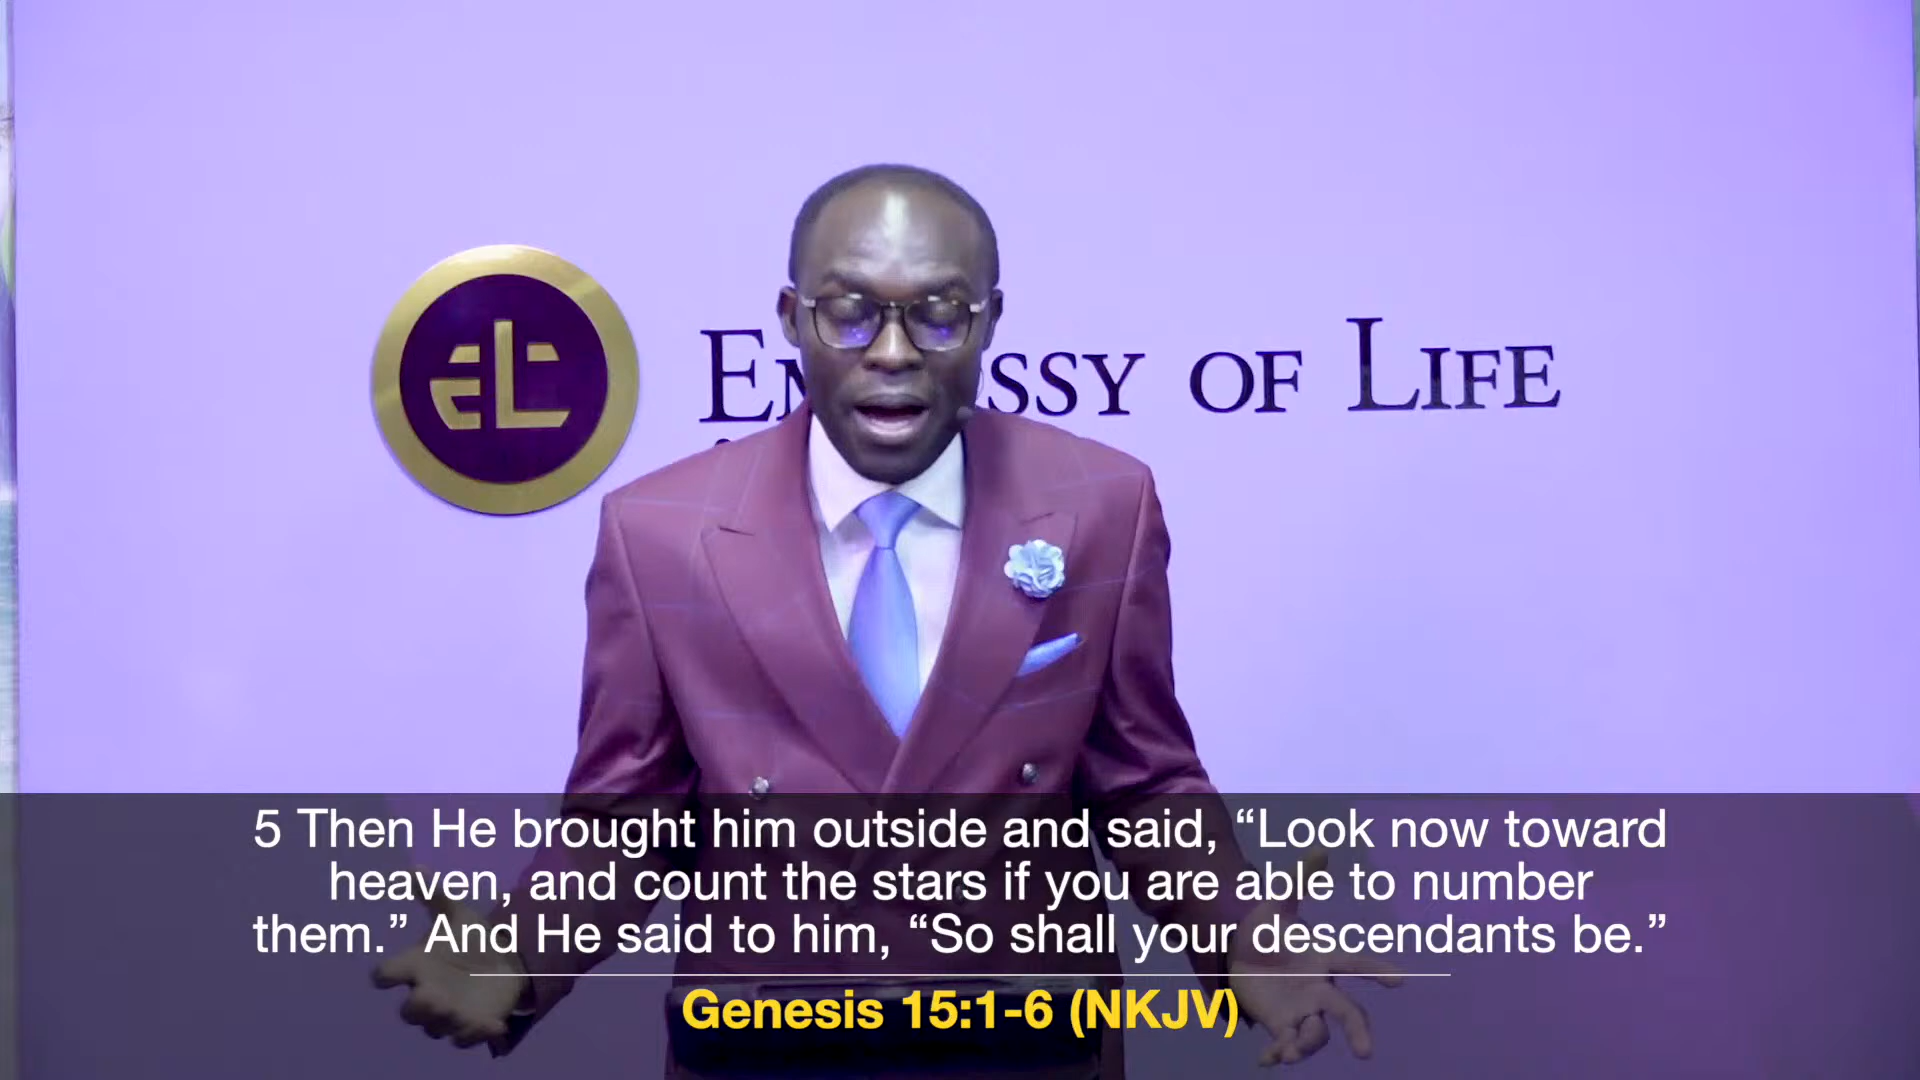 EL
EM SSY OF LIFE
5 Then He brought him outside and said, “Look now toward
heaven, and count the stars if you are able to number
them.” And He said to him, “So shall your descendants be.”
Genesis 15:1-6 (NKJV)